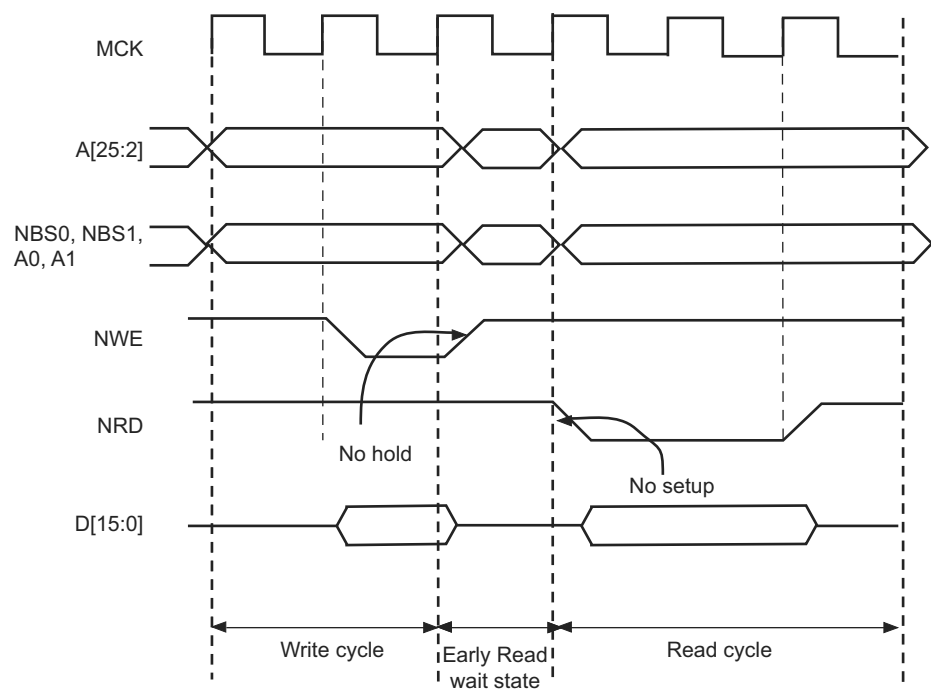 MCK
A[25:2]
NBS0, NBS1,
A0, A1
NWE
NRD
No hold
No setup
D[15:0]
Write cycle
Early Read
wait state
Read cycle